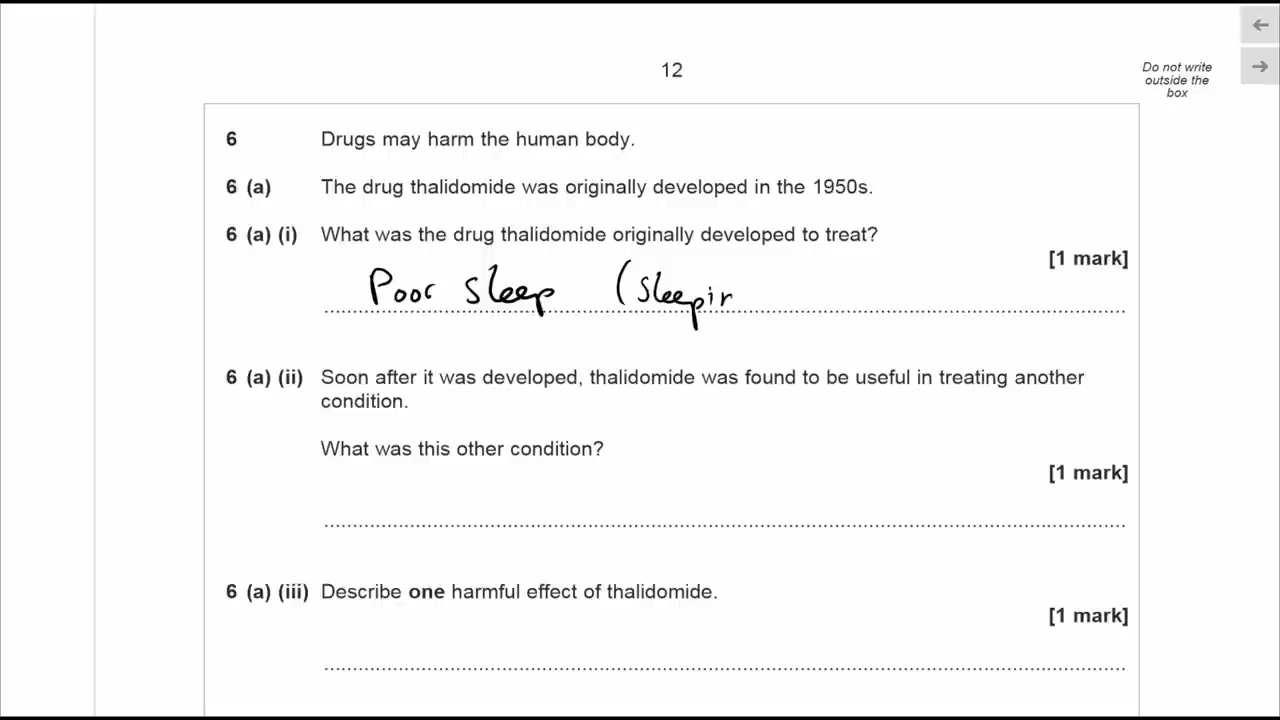 12
Do not write
outside the
box
6 Drugs may harm the human body.
6 (a) The drug thalidomide was originally developed in the 1950s.
6 (a) (i) What was the drug thalidomide originally developed to treat?
[1 mark]
Poor sleep (sleepin
6 (a) (ii) Soon after it was developed, thalidomide was found to be useful in treating another
condition.
What was this other condition?
[1 mark]
6 (a) (iii) Describe one harmful effect of thalidomide.
[1 mark]